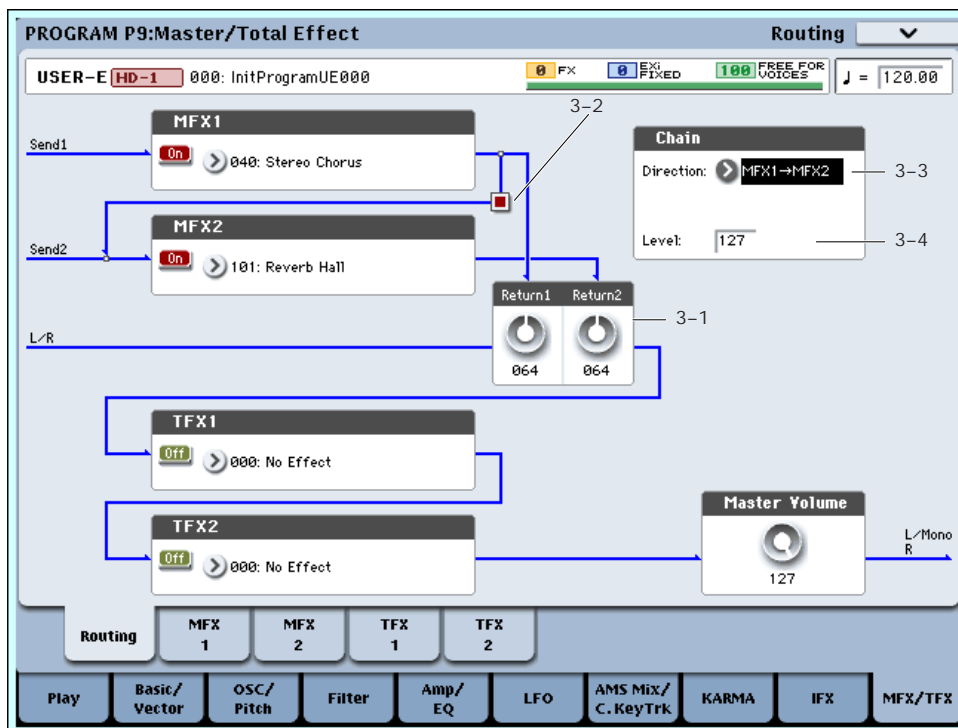 PROGRAM P9:Master/Total Effect
Routing
USER-E HD-1 000: InitProgramUE000
0 FX 0 EXi FIXED 100 FREE FOR VOICES
♩ = 120.00
3-2
MFX1
Send1
On
040: Stereo Chorus
Chain
Direction: MFX1→MFX2
3-3
Level: 127
3-4
MFX2
Send2
On
101: Reverb Hall
Return1 Return2
3-1
064 064
L/R
TFX1
Off
000: No Effect
TFX2
Off
000: No Effect
Master Volume
127
L/Mono
R
Routing
MFX 1
MFX 2
TFX 1
TFX 2
Play
Basic/ Vector
OSC/ Pitch
Filter
Amp/ EQ
LFO
AMS Mix/ C.KeyTrk
KARMA
IFX
MFX/TFX